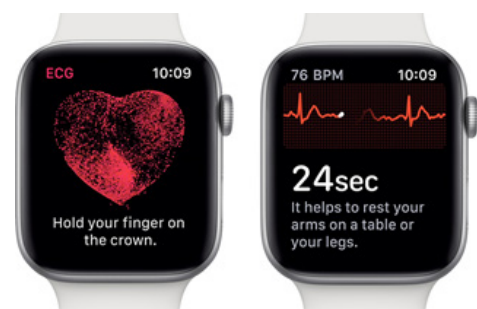 ECG 10:09
Hold your finger on
the crown.
76 BPM 10:09
24sec
It helps to rest your
arms on a table or
your legs.